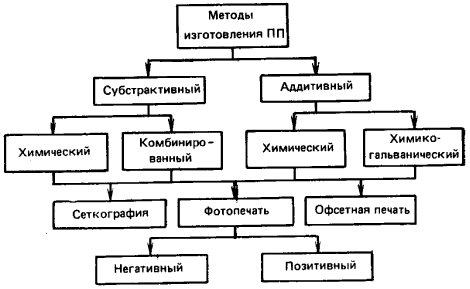 Методы
изготовления ПП
Субстрактивный
Аддитивный
Химический
Комбиниро-
ванный
Химический
Химико-
гальванический
Сеткография
Фотопечать
Офсетная печать
Негативный
Позитивный